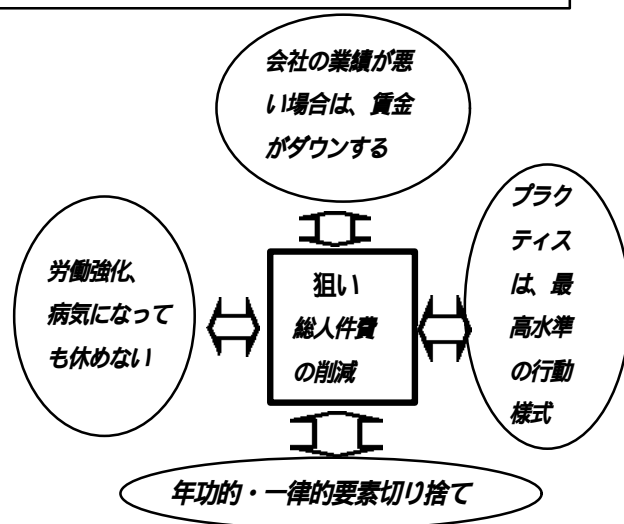 会社の業績が悪
い場合は、賃金
がダウンする
労働強化、
病気になって
も休めない
狙い
総人件費
の削減
プラク
ティス
は、最
高水準
の行動
様式
年功的・一律的要素切り捨て